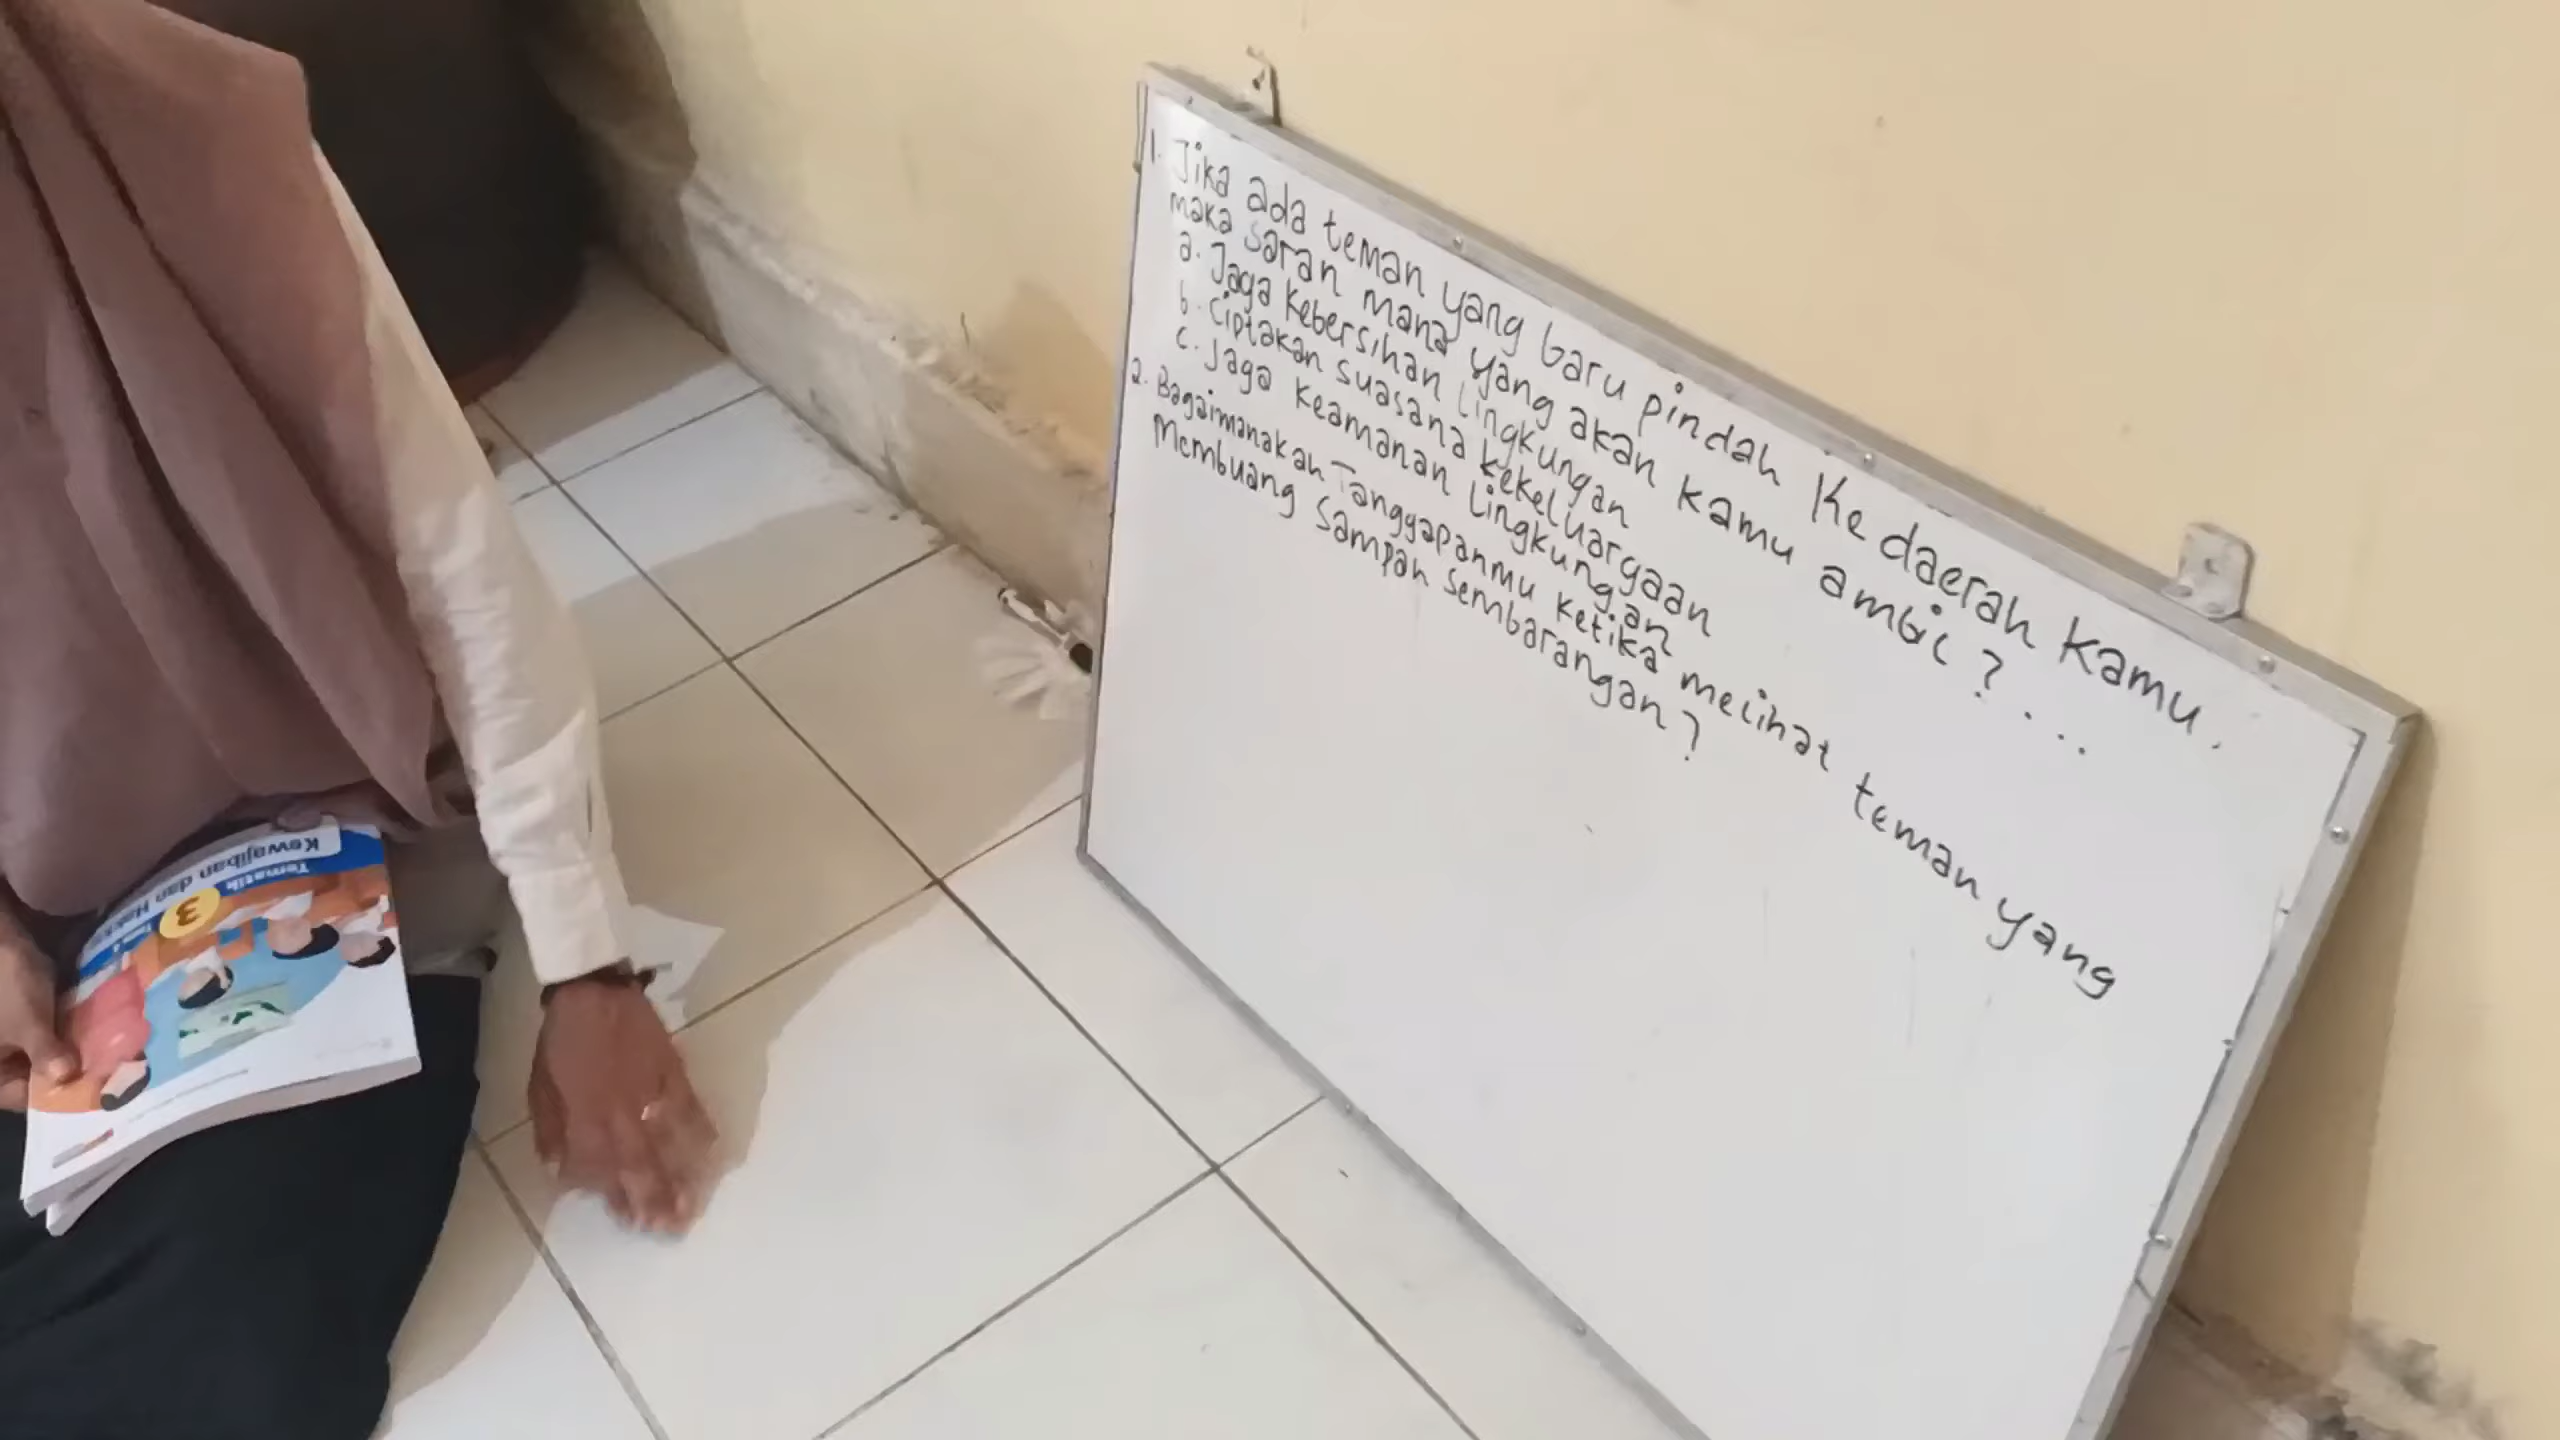 1. Jika ada teman yang baru pindah Ke daerah Kamu.
maka saran mana yang akan kamu ambil ? ...
a. Jaga Kebersihan lingkungan
b. Ciptakan suasana kekeluargaan
c. Jaga Keamanan Lingkungan
2. Bagaimanakah Tanggapanmu Ketika melihat teman yang
Membuang Sampah sembarangan ?
Tematik
3
Kewajiban dan